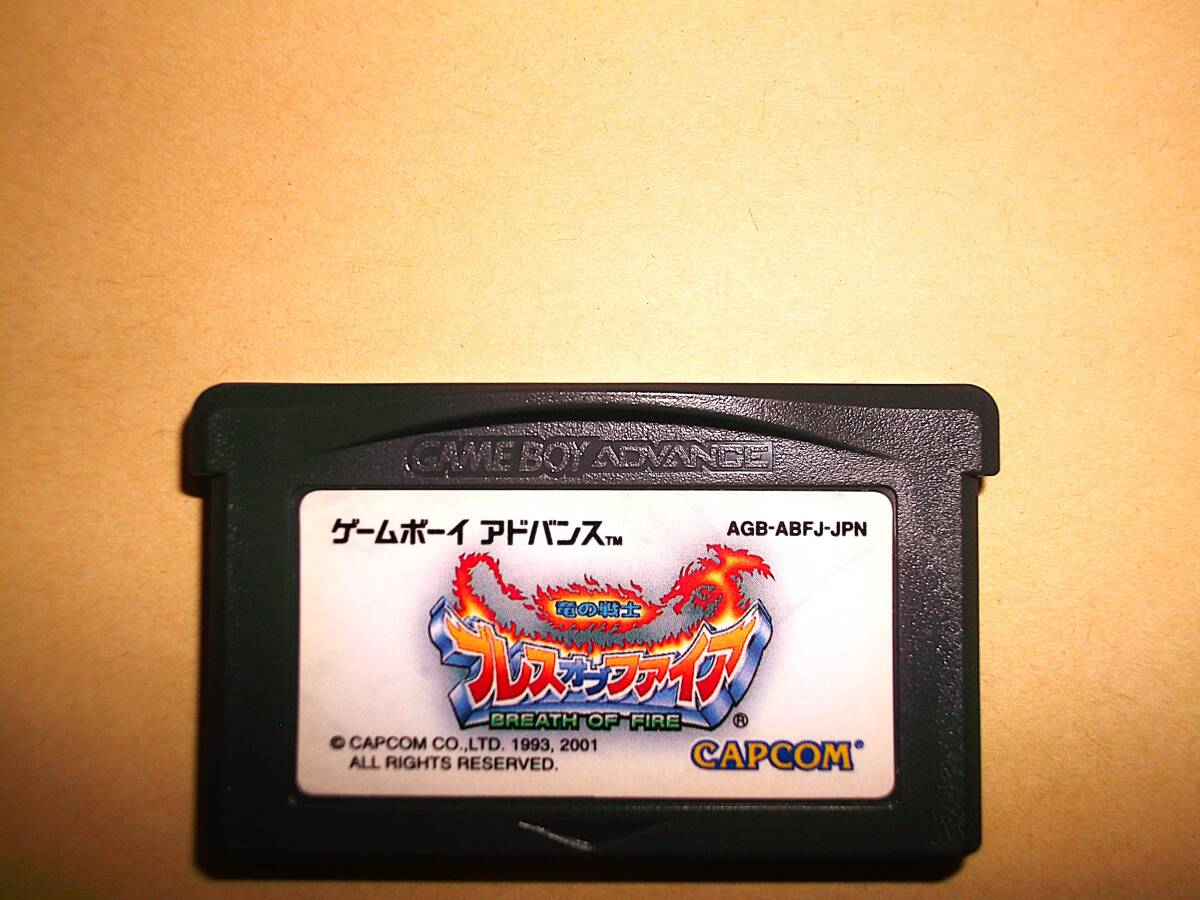 GAME BOY ADVANCE
ゲームボーイ アドバンス™
AGB-ABFJ-JPN
竜の戦士
ブレス オブ ファイア
BREATH OF FIRE ®
© CAPCOM CO.,LTD. 1993, 2001
ALL RIGHTS RESERVED.
CAPCOM®